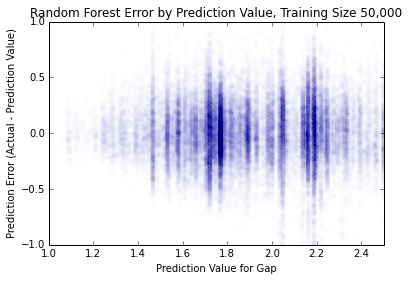 Random Forest Error by Prediction Value, Training Size 50,000
1.0
0.5
0.0
−0.5
−1.0
Prediction Error (Actual - Prediction Value)
1.0 1.2 1.4 1.6 1.8 2.0 2.2 2.4
Prediction Value for Gap